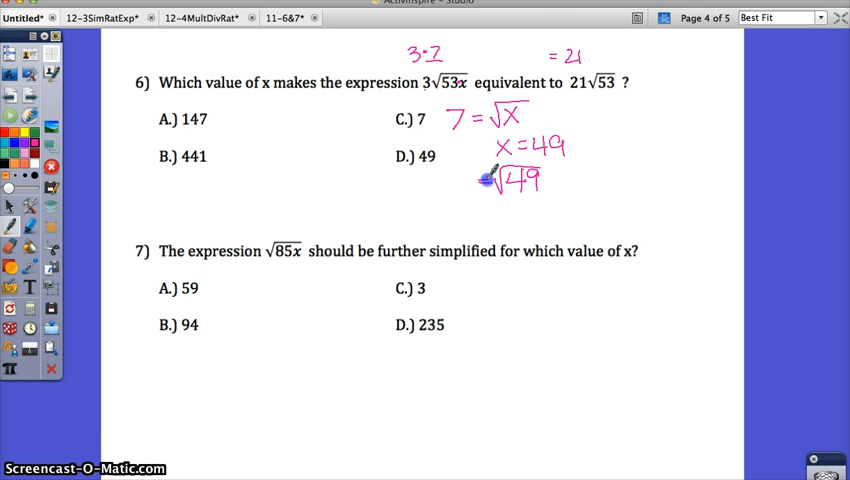 ActivInspire - Studio
Untitled* 12-3SimRatExp* 12-4MultDivRat* 11-6&7* Page 4 of 5 Best Fit
3·7 = 21
6) Which value of x makes the expression 3√53x equivalent to 21√53 ?
A.) 147 C.) 7
7 = √x
x = 49
B.) 441 D.) 49
= √49
7) The expression √85x should be further simplified for which value of x?
A.) 59 C.) 3
B.) 94 D.) 235
Screencast-O-Matic.com